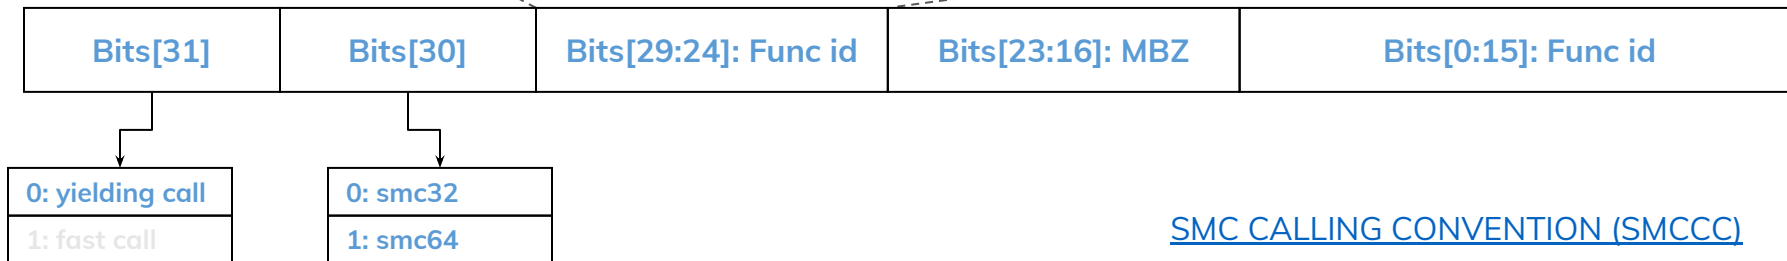 Bits[31] Bits[30] Bits[29:24]: Func id Bits[23:16]: MBZ Bits[0:15]: Func id
0: yielding call 0: smc32
1: fast call 1: smc64
SMC CALLING CONVENTION (SMCCC)